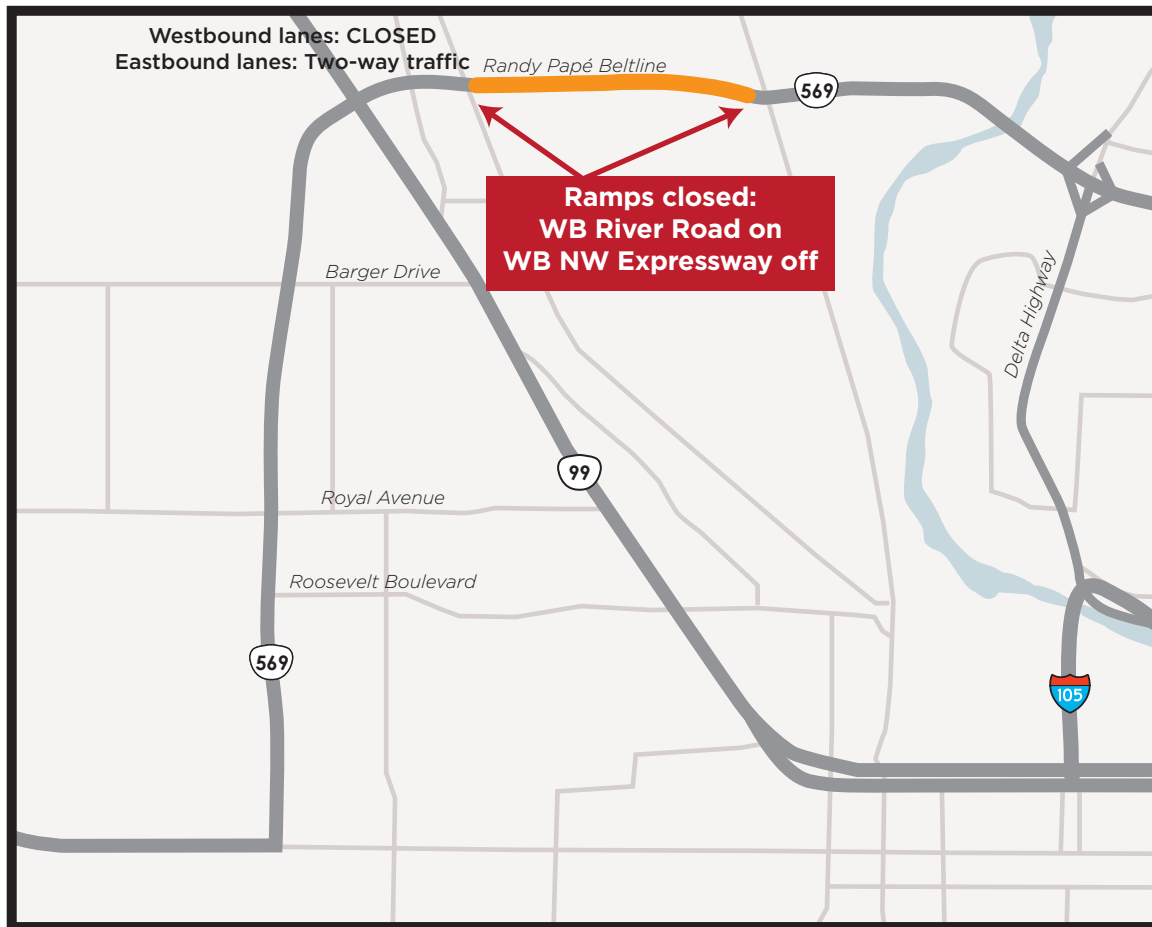 Westbound lanes: CLOSED
Eastbound lanes: Two-way traffic
Randy Papé Beltline
569
Ramps closed:
WB River Road on
WB NW Expressway off
Barger Drive
Delta Highway
99
Royal Avenue
Roosevelt Boulevard
569
105